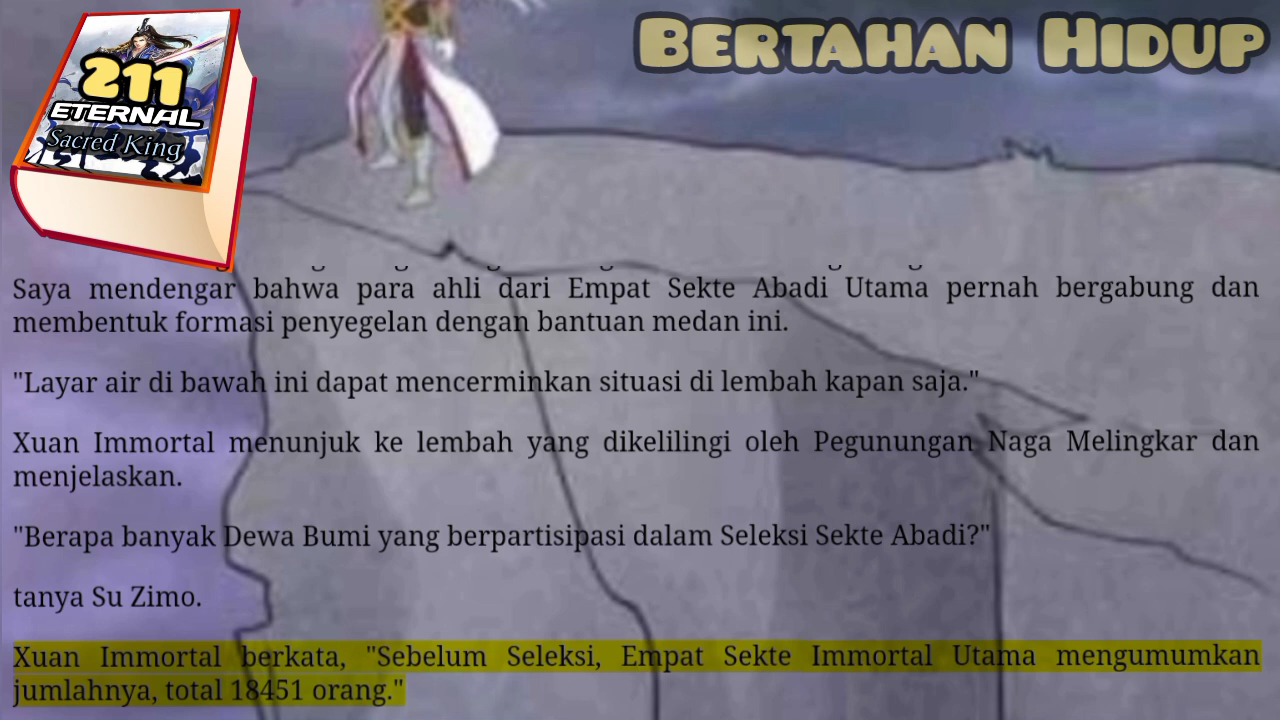 BERTAHAN HIDUP
211
ETERNAL
Sacred King
Saya mendengar bahwa para ahli dari Empat Sekte Abadi Utama pernah bergabung dan
membentuk formasi penyegelan dengan bantuan medan ini.
"Layar air di bawah ini dapat mencerminkan situasi di lembah kapan saja."
Xuan Immortal menunjuk ke lembah yang dikelilingi oleh Pegunungan Naga Melingkar dan
menjelaskan.
"Berapa banyak Dewa Bumi yang berpartisipasi dalam Seleksi Sekte Abadi?"
tanya Su Zimo.
Xuan Immortal berkata, "Sebelum Seleksi, Empat Sekte Immortal Utama mengumumkan
jumlahnya, total 18451 orang."